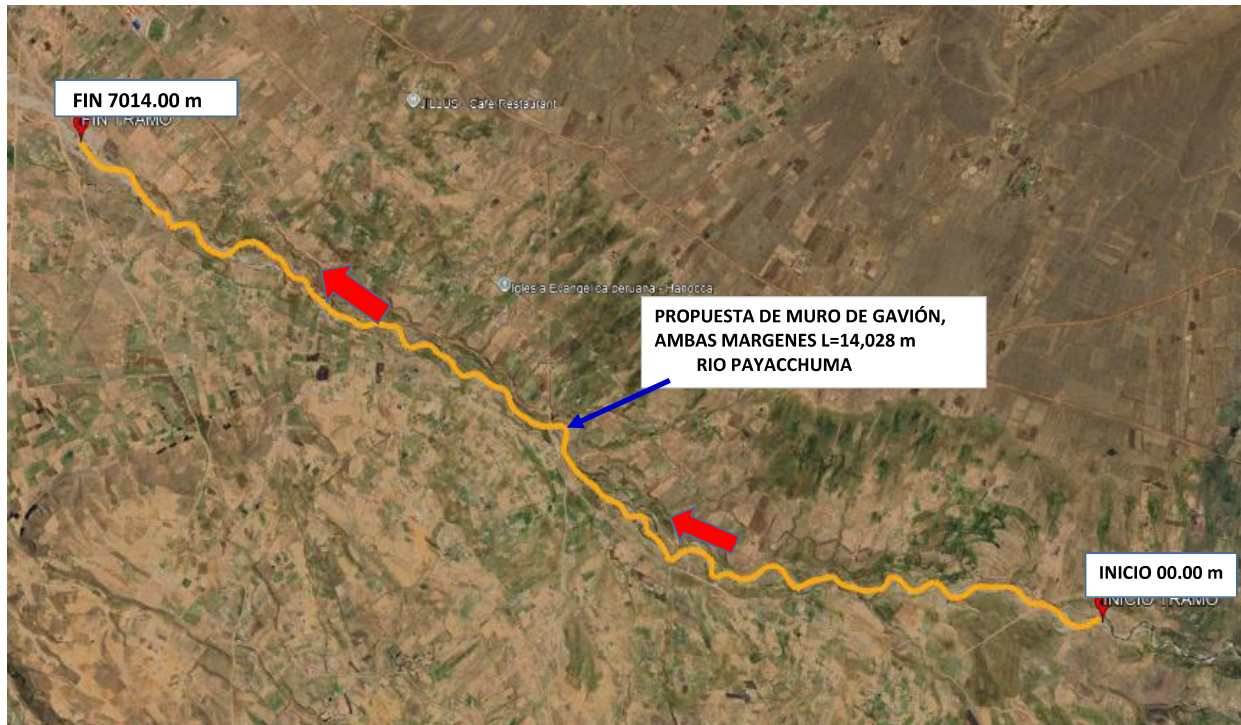 FIN 7014.00 m
FIN TRAMO
JILLUS - Café Restaurant
Iglesia Evangelica peruana - Hanocca
PROPUESTA DE MURO DE GAVIÓN,
AMBAS MARGENES L=14,028 m
RIO PAYACCHUMA
INICIO 00.00 m
INICIO TRAMO